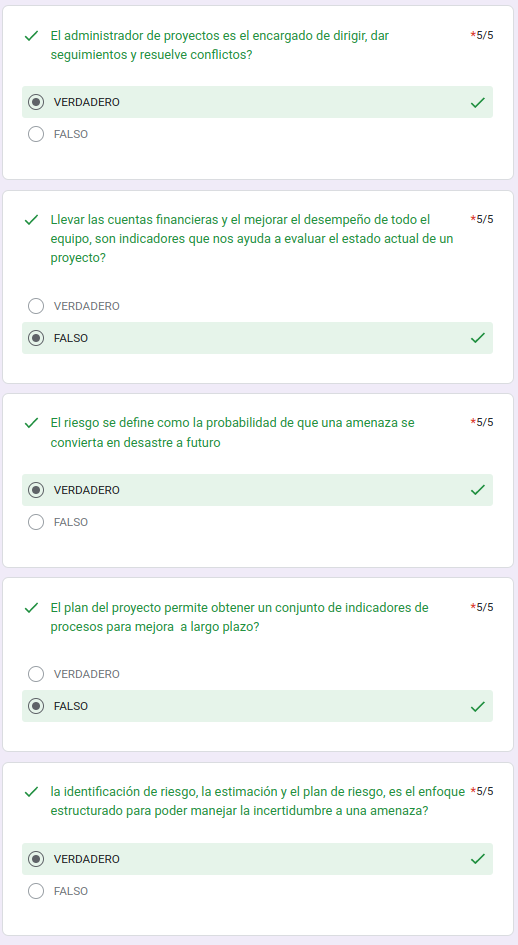 El administrador de proyectos es el encargado de dirigir, dar *5/5
seguimientos y resuelve conflictos?
VERDADERO
FALSO
Llevar las cuentas financieras y el mejorar el desempeño de todo el *5/5
equipo, son indicadores que nos ayuda a evaluar el estado actual de un
proyecto?
VERDADERO
FALSO
El riesgo se define como la probabilidad de que una amenaza se *5/5
convierta en desastre a futuro
VERDADERO
FALSO
El plan del proyecto permite obtener un conjunto de indicadores de *5/5
procesos para mejora  a largo plazo?
VERDADERO
FALSO
la identificación de riesgo, la estimación y el plan de riesgo, es el enfoque *5/5
estructurado para poder manejar la incertidumbre a una amenaza?
VERDADERO
FALSO